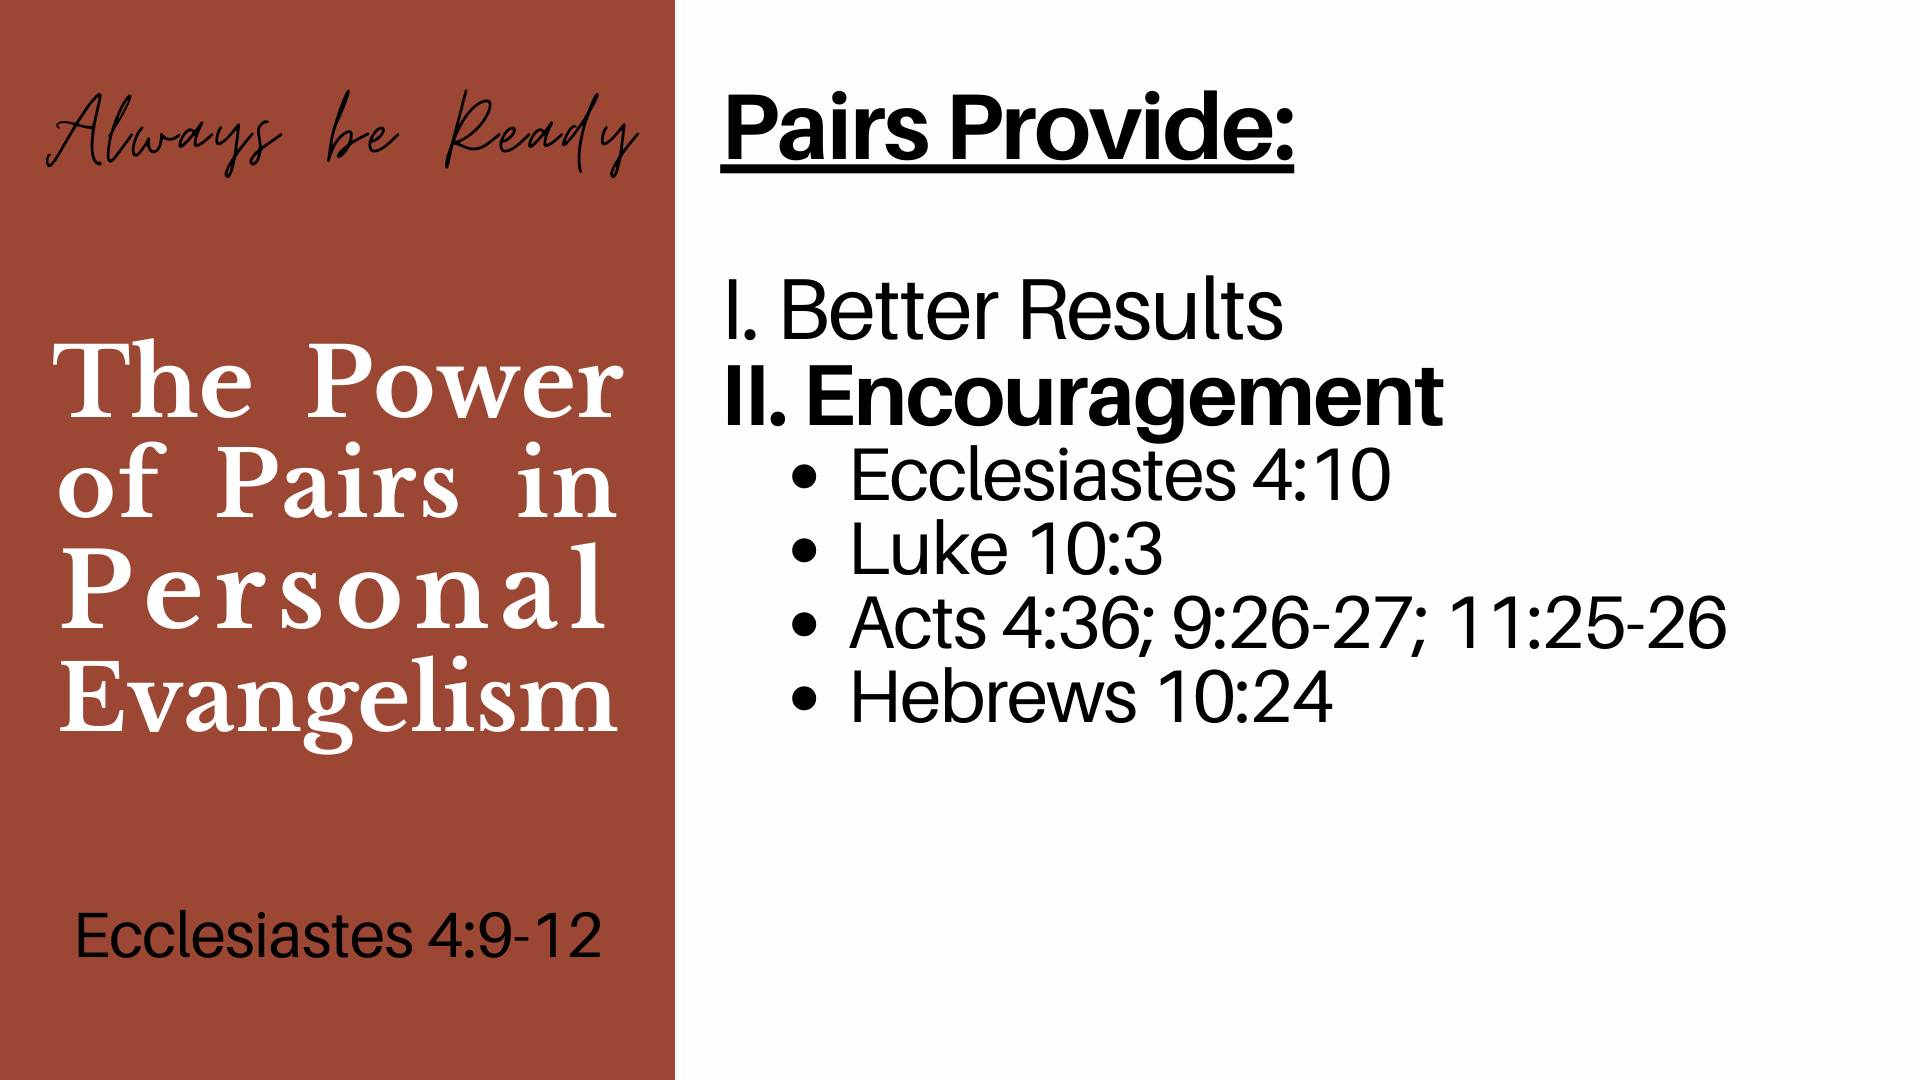 Always be Ready
The Power
of Pairs in
Personal
Evangelism
Ecclesiastes 4:9-12
Pairs Provide:
I. Better Results
II. Encouragement
• Ecclesiastes 4:10
• Luke 10:3
• Acts 4:36; 9:26-27; 11:25-26
• Hebrews 10:24